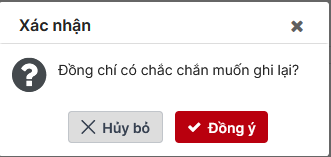 Xác nhận
Đồng chí có chắc chắn muốn ghi lại?
Hủy bỏ
Đồng ý